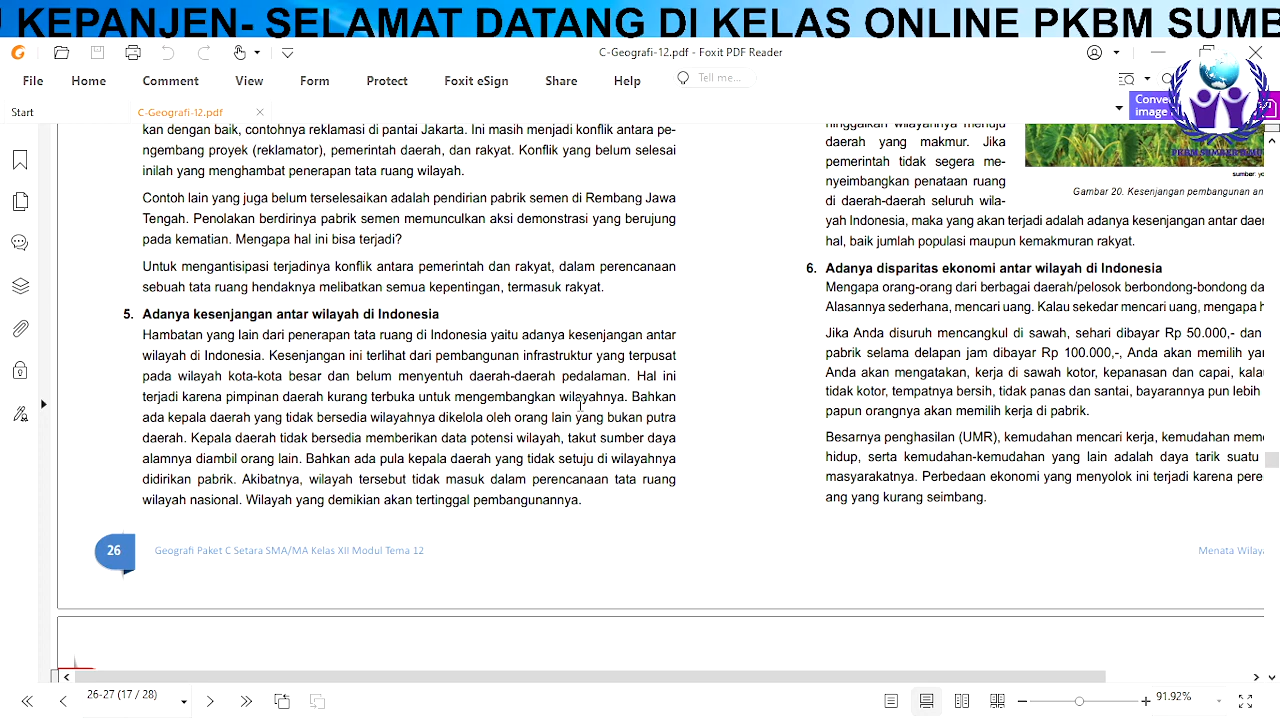 KEPANJEN- SELAMAT DATANG DI KELAS ONLINE PKBM SUMB
C-Geografi-12.pdf - Foxit PDF Reader
File Home Comment View Form Protect Foxit eSign Share Help Tell me...
Start C-Geografi-12.pdf
Conve
image
PKBM SUMBER ILMU
kan dengan baik, contohnya reklamasi di pantai Jakarta. Ini masih menjadi konflik antara pe-
ngembang proyek (reklamator), pemerintah daerah, dan rakyat. Konflik yang belum selesai
inilah yang menghambat penerapan tata ruang wilayah.
Contoh lain yang juga belum terselesaikan adalah pendirian pabrik semen di Rembang Jawa
Tengah. Penolakan berdirinya pabrik semen memunculkan aksi demonstrasi yang berujung
pada kematian. Mengapa hal ini bisa terjadi?
Untuk mengantisipasi terjadinya konflik antara pemerintah dan rakyat, dalam perencanaan
sebuah tata ruang hendaknya melibatkan semua kepentingan, termasuk rakyat.
5. Adanya kesenjangan antar wilayah di Indonesia
Hambatan yang lain dari penerapan tata ruang di Indonesia yaitu adanya kesenjangan antar
wilayah di Indonesia. Kesenjangan ini terlihat dari pembangunan infrastruktur yang terpusat
pada wilayah kota-kota besar dan belum menyentuh daerah-daerah pedalaman. Hal ini
terjadi karena pimpinan daerah kurang terbuka untuk mengembangkan wilayahnya. Bahkan
ada kepala daerah yang tidak bersedia wilayahnya dikelola oleh orang lain yang bukan putra
daerah. Kepala daerah tidak bersedia memberikan data potensi wilayah, takut sumber daya
alamnya diambil orang lain. Bahkan ada pula kepala daerah yang tidak setuju di wilayahnya
didirikan pabrik. Akibatnya, wilayah tersebut tidak masuk dalam perencanaan tata ruang
wilayah nasional. Wilayah yang demikian akan tertinggal pembangunannya.
26 Geografi Paket C Setara SMA/MA Kelas XII Modul Tema 12
ninggalkan wilayahnya menuju
daerah yang makmur. Jika
pemerintah tidak segera me-
nyeimbangkan penataan ruang
di daerah-daerah seluruh wila-
yah Indonesia, maka yang akan terjadi adalah adanya kesenjangan antar daer
hal, baik jumlah populasi maupun kemakmuran rakyat.
sumber: yo
Gambar 20. Kesenjangan pembangunan an
6. Adanya disparitas ekonomi antar wilayah di Indonesia
Mengapa orang-orang dari berbagai daerah/pelosok berbondong-bondong da
Alasannya sederhana, mencari uang. Kalau sekedar mencari uang, mengapa h
Jika Anda disuruh mencangkul di sawah, sehari dibayar Rp 50.000,- dan
pabrik selama delapan jam dibayar Rp 100.000,-, Anda akan memilih yan
Anda akan mengatakan, kerja di sawah kotor, kepanasan dan capai, kala
tidak kotor, tempatnya bersih, tidak panas dan santai, bayarannya pun lebih
papun orangnya akan memilih kerja di pabrik.
Besarnya penghasilan (UMR), kemudahan mencari kerja, kemudahan mem
hidup, serta kemudahan-kemudahan yang lain adalah daya tarik suatu
masyarakatnya. Perbedaan ekonomi yang menyolok ini terjadi karena pere
ang yang kurang seimbang.
Menata Wilay
26-27 (17 / 28)
91.92%